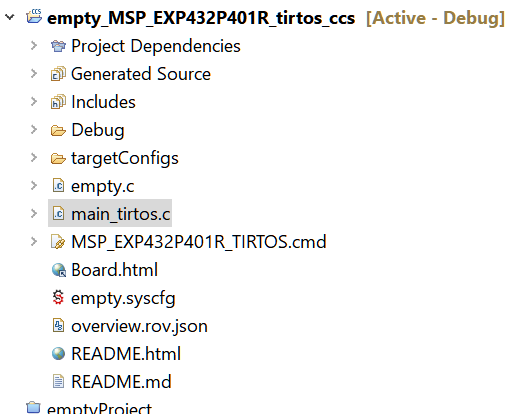 empty_MSP_EXP432P401R_tirtos_ccs [Active - Debug]
Project Dependencies
Generated Source
Includes
Debug
targetConfigs
empty.c
main_tirtos.c
MSP_EXP432P401R_TIRTOS.cmd
Board.html
empty.syscfg
overview.rov.json
README.html
README.md
emptyProject